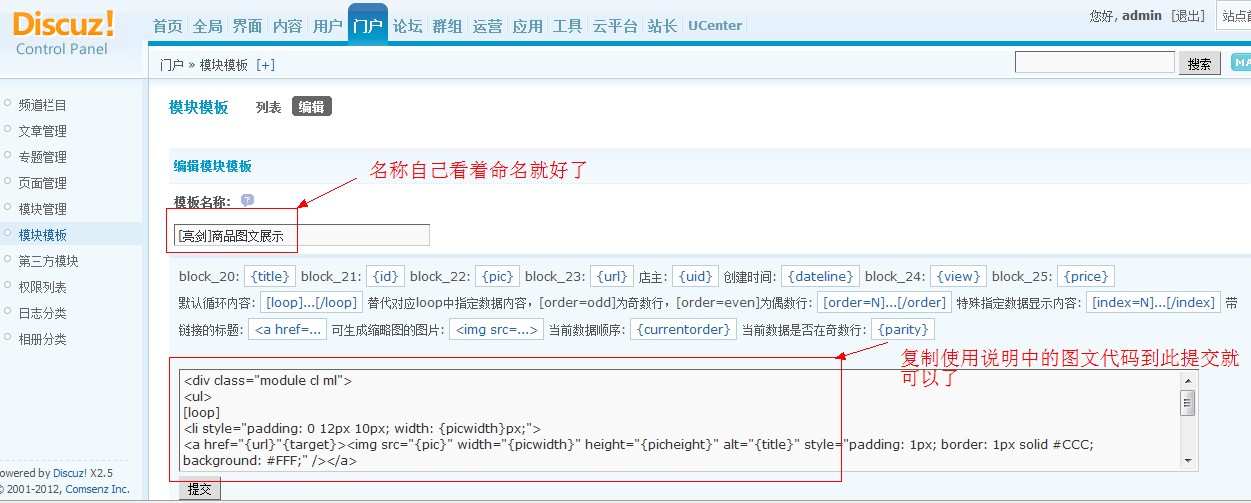 Discuz!
Control Panel
首页 全局 界面 内容 用户 门户 论坛 群组 运营 应用 工具 云平台 站长 UCenter
您好, admin [退出]
门户 » 模块模板 [+]
搜索
频道栏目
文章管理
专题管理
页面管理
模块管理
模块模板
第三方模块
权限列表
日志分类
相册分类
模块模板 列表 编辑
编辑模块模板
名称自己看着命名就好了
模板名称:
[亮剑]商品图文展示
block_20: {title} block_21: {id} block_22: {pic} block_23: {url} 店主: {uid} 创建时间: {dateline} block_24: {view} block_25: {price}
默认循环内容: [loop]...[/loop] 替代对应loop中指定数据内容，[order=odd]为奇数行，[order=even]为偶数行: [order=N]...[/order] 特殊指定数据显示内容: [index=N]...[/index] 带
链接的标题: <a href=... 可生成缩略图的图片: <img src=...> 当前数据顺序: {currentorder} 当前数据是否在奇数行: {parity}
复制使用说明中的图文代码到此提交就
可以了
<div class="module cl ml">
<ul>
[loop]
<li style="padding: 0 12px 10px; width: {picwidth}px;">
<a href="{url}"{target}><img src="{pic}" width="{picwidth}" height="{picheight}" alt="{title}" style="padding: 1px; border: 1px solid #CCC;
background: #FFF;" /></a>
提交
owered by Discuz! X2.5
© 2001-2012, Comsenz Inc.